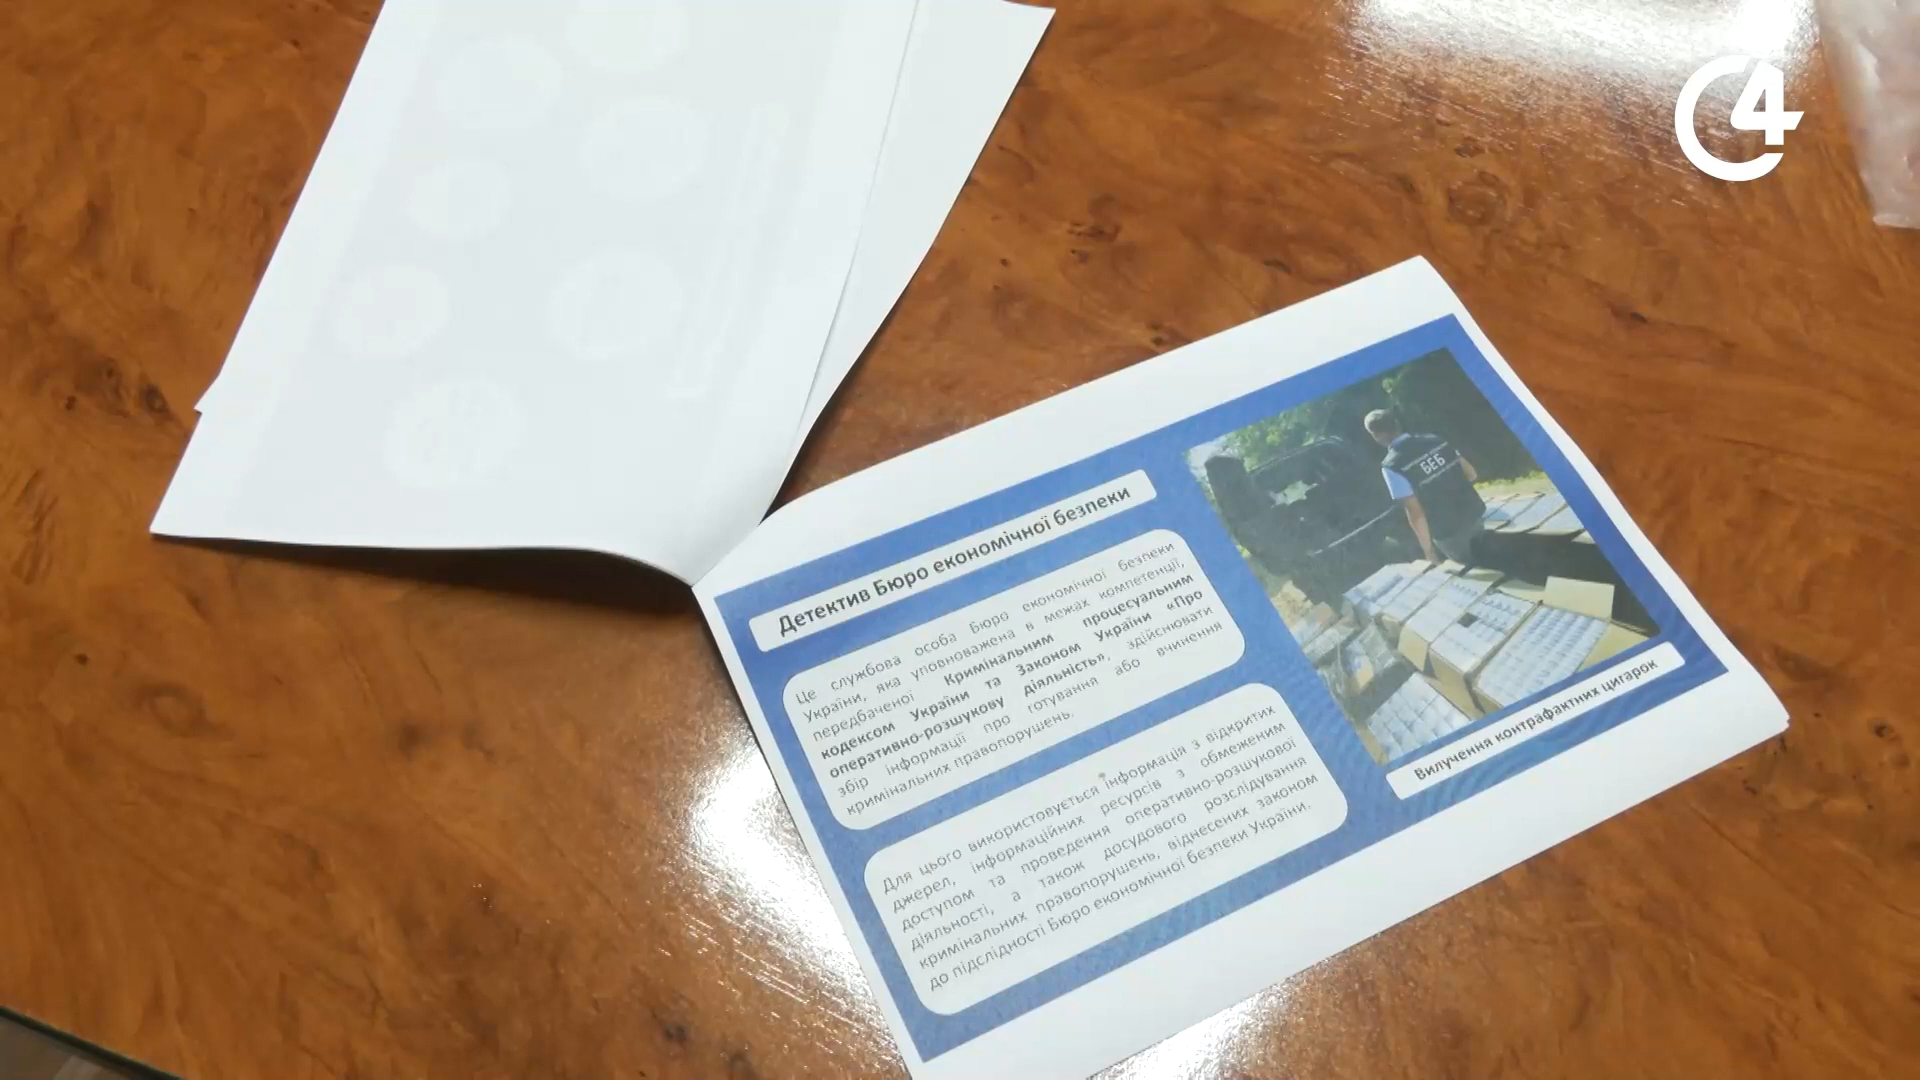 C4
Детектив Бюро економічної безпеки
Це службова особа Бюро економічної безпеки
України, яка уповноважена в межах компетенції,
передбаченої Кримінальним процесуальним
кодексом України та Законом України «Про
оперативно-розшукову діяльність», здійснювати
збір інформації про готування або вчинення
кримінальних правопорушень.
Для цього використовується інформація з відкритих
джерел, інформаційних ресурсів з обмеженим
доступом та проведення оперативно-розшукової
діяльності, а також досудового розслідування
кримінальних правопорушень, віднесених законом
до підслідності Бюро економічної безпеки України.
БЕБ
Вилучення контрафактних цигарок